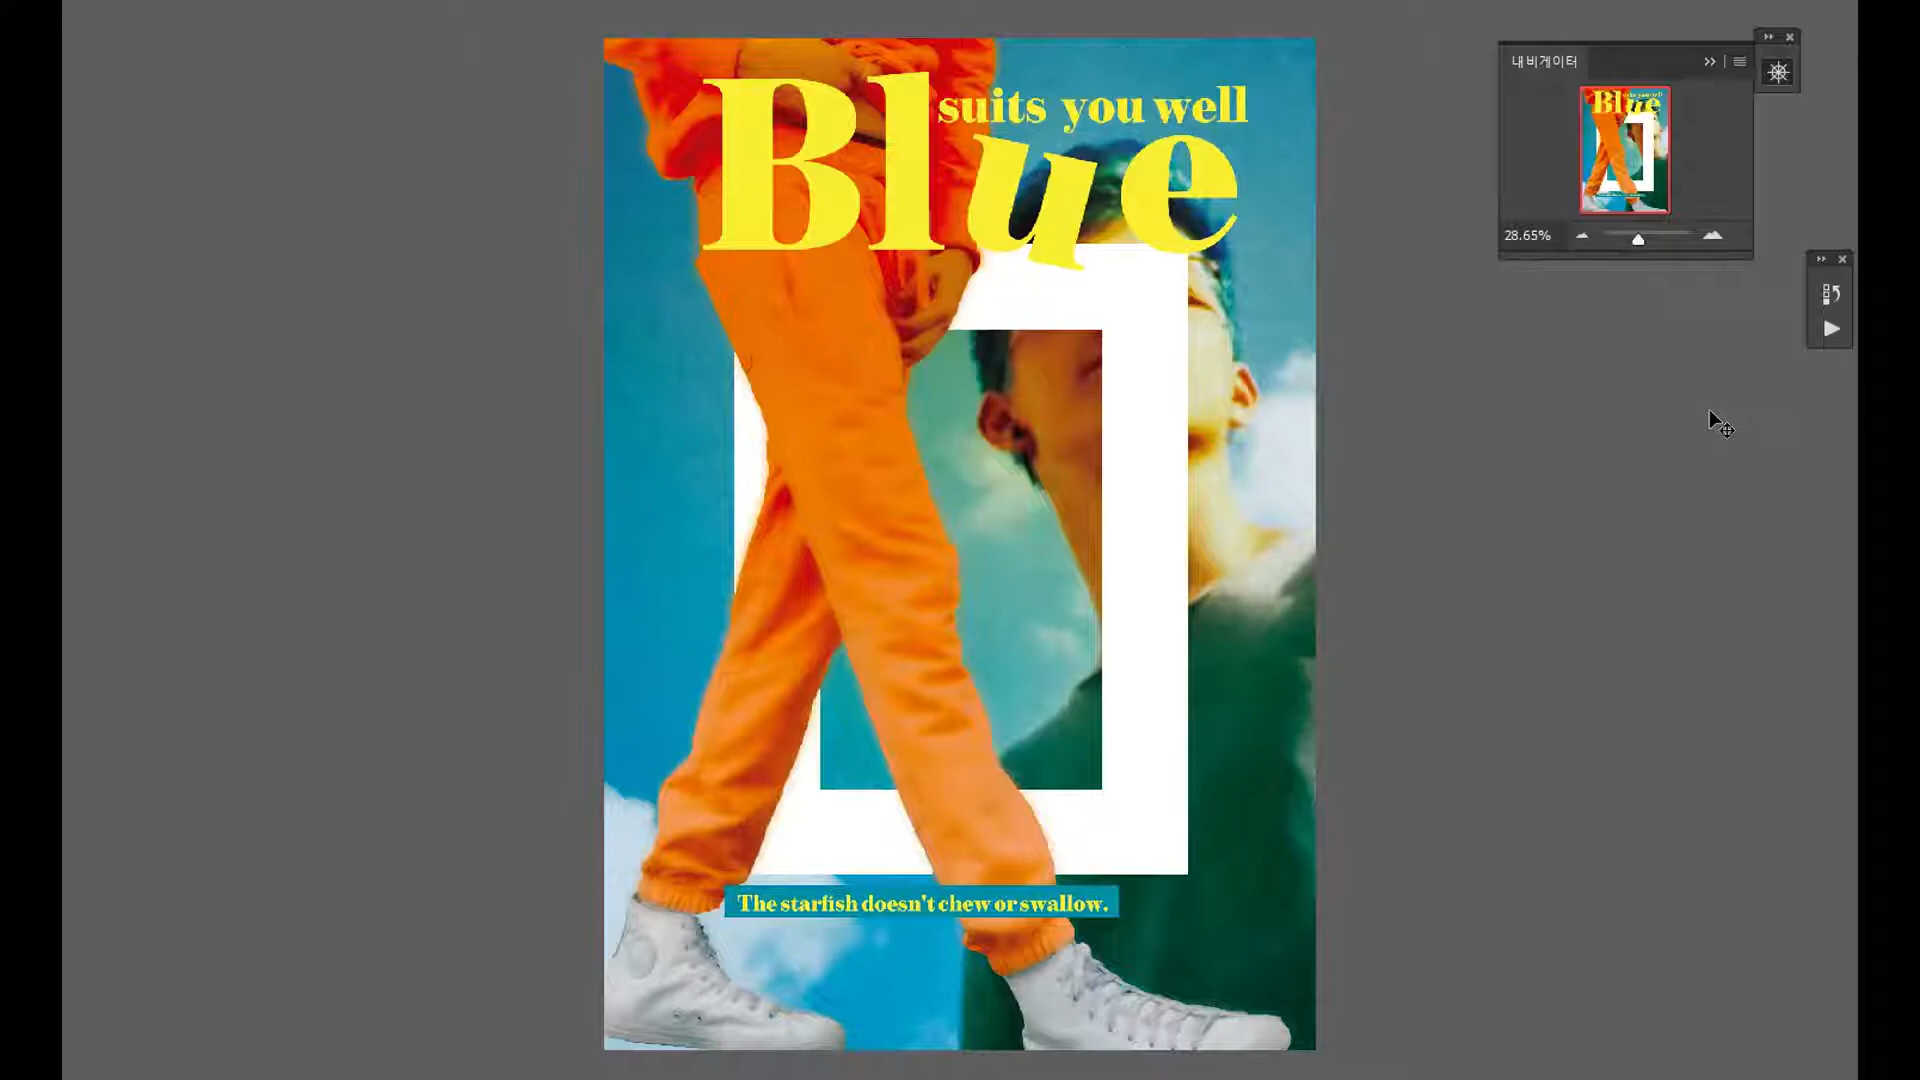 suits you well
Blue
The starfish doesn't chew or swallow.
내비게이터
28.65%